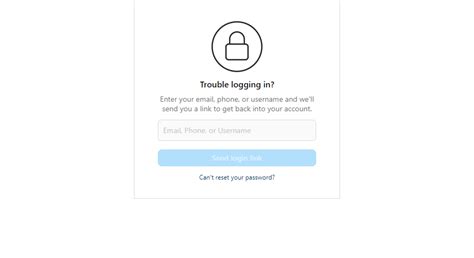 Trouble logging in?
Enter your email, phone, or username and we'll
send you a link to get back into your account.
Email, Phone, or Username
Send login link
Can't reset your password?